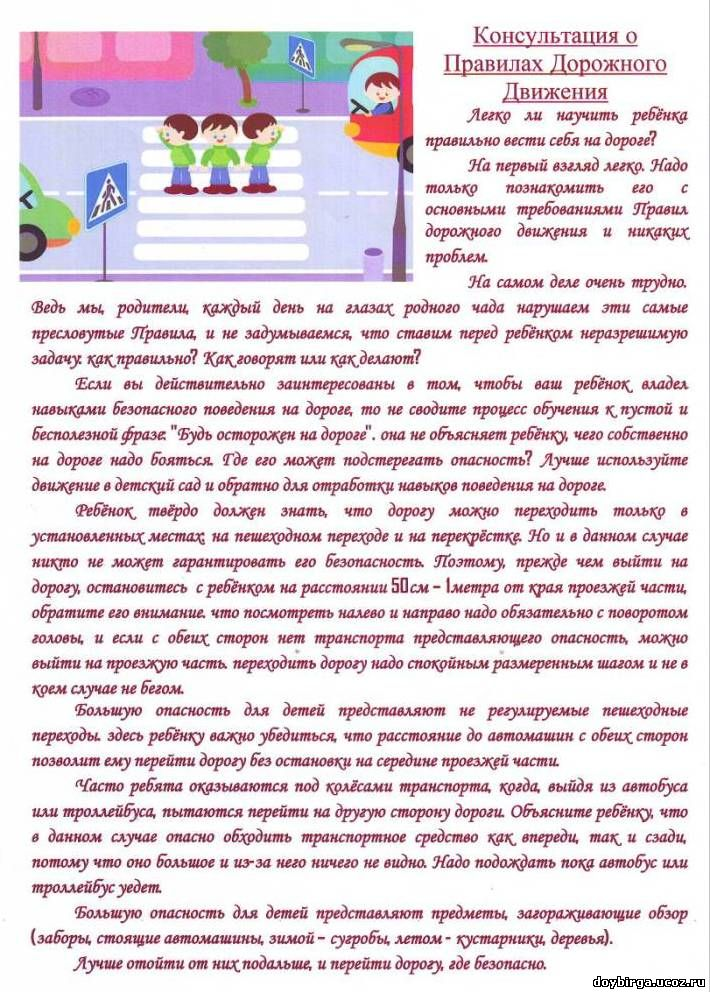 Консультация о
Правилах Дорожного
Движения
Легко ли научить ребёнка
правильно вести себя на дороге?
На первый взгляд легко. Надо
только познакомить его с
основными требованиями Правил
дорожного движения и никаких
проблем.
На самом деле очень трудно.
Ведь мы, родители, каждый день на глазах родного чада нарушаем эти самые
пресловутые Правила, и не задумываемся, что ставим перед ребёнком неразрешимую
задачу: как правильно? Как говорят или как делают?
Если вы действительно заинтересованы в том, чтобы ваш ребёнок владел
навыками безопасного поведения на дороге, то не сводите процесс обучения к пустой и
бесполезной фразе: "Будь осторожен на дороге". она не объясняет ребёнку, чего собственно
на дороге надо бояться. Где его может подстерегать опасность? Лучше используйте
движение в детский сад и обратно для отработки навыков поведения на дороге.
Ребёнок твёрдо должен знать, что дорогу можно переходить только в
установленных местах: на пешеходном переходе и на перекрёстке. Но и в данном случае
никто не может гарантировать его безопасность. Поэтому, прежде чем выйти на
дорогу, остановитесь с ребёнком на расстоянии 50см – 1метра от края проезжей части,
обратите его внимание. что посмотреть налево и направо надо обязательно с поворотом
головы, и если с обеих сторон нет транспорта представляющего опасность, можно
выйти на проезжую часть. переходить дорогу надо спокойным размеренным шагом и не в
коем случае не бегом.
Большую опасность для детей представляют не регулируемые пешеходные
переходы. здесь ребёнку важно убедиться, что расстояние до автомашин с обеих сторон
позволит ему перейти дорогу без остановки на середине проезжей части.
Часто ребята оказываются под колёсами транспорта, когда, выйдя из автобуса
или троллейбуса, пытаются перейти на другую сторону дороги. Объясните ребёнку, что
в данном случае опасно обходить транспортное средство как впереди, так и сзади,
потому что оно большое и из-за него ничего не видно. Надо подождать пока автобус или
троллейбус уедет.
Большую опасность для детей представляют предметы, загораживающие обзор
(заборы, стоящие автомашины, зимой – сугробы, летом - кустарники, деревья).
Лучше отойти от них подальше, и перейти дорогу, где безопасно.
doybirga.ucoz.ru